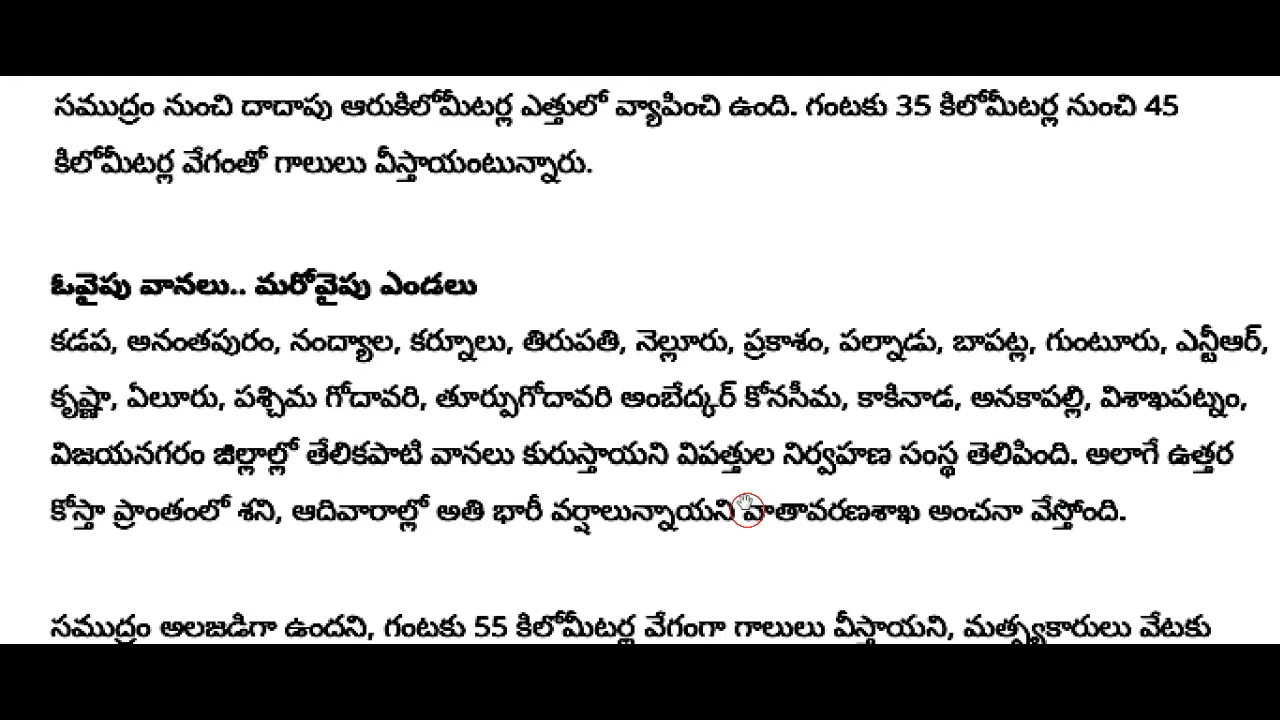 సముద్రం నుంచి దాదాపు ఆరుకిలోమీటర్ల ఎత్తులో వ్యాపించి ఉంది. గంటకు 35 కిలోమీటర్ల నుంచి 45
కిలోమీటర్ల వేగంతో గాలులు వీస్తాయంటున్నారు.
ఓవైపు వానలు.. మరోవైపు ఎండలు
కడప, అనంతపురం, నంద్యాల, కర్నూలు, తిరుపతి, నెల్లూరు, ప్రకాశం, పల్నాడు, బాపట్ల, గుంటూరు, ఎన్టీఆర్,
కృష్ణా, ఏలూరు, పశ్చిమ గోదావరి, తూర్పుగోదావరి అంబేద్కర్ కోనసీమ, కాకినాడ, అనకాపల్లి, విశాఖపట్నం,
విజయనగరం జిల్లాల్లో తేలికపాటి వానలు కురుస్తాయని విపత్తుల నిర్వహణ సంస్థ తెలిపింది. అలాగే ఉత్తర
కోస్తా ప్రాంతంలో శని, ఆదివారాల్లో అతి భారీ వర్షాలున్నాయని వాతావరణశాఖ అంచనా వేస్తోంది.
సముద్రం అలజడిగా ఉందని, గంటకు 55 కిలోమీటర్ల వేగంగా గాలులు వీస్తాయని, మత్స్యకారులు వేటకు